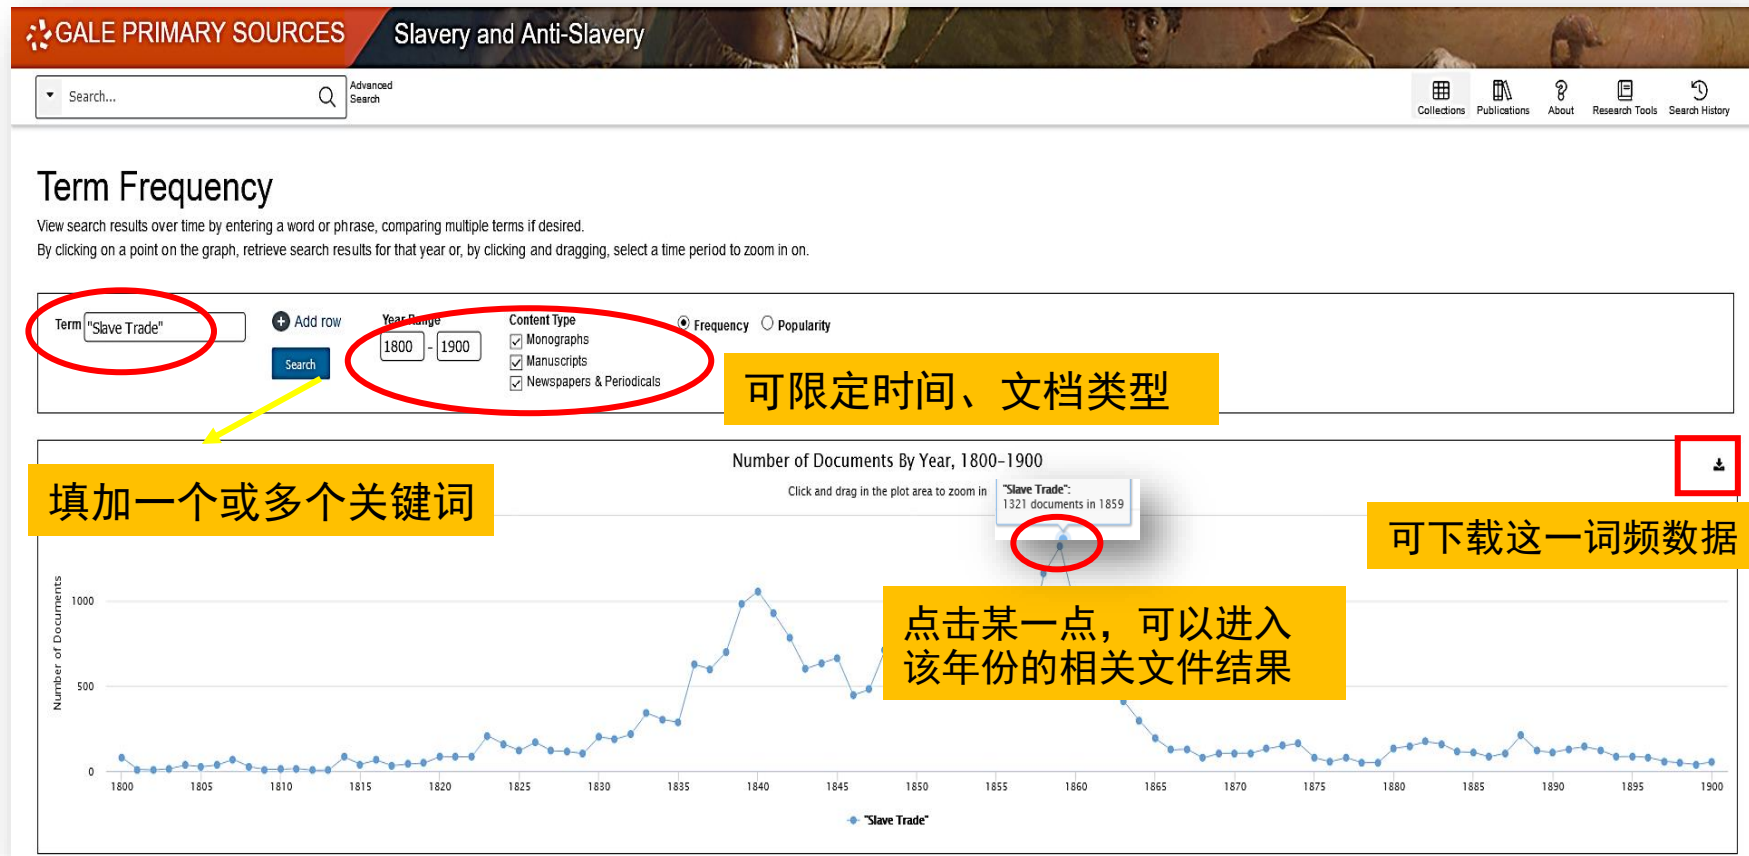 GALE PRIMARY SOURCES
Slavery and Anti-Slavery
Search...
Advanced
Search
Collections
Publications
About
Research Tools
Search History
Term Frequency
View search results over time by entering a word or phrase, comparing multiple terms if desired.
By clicking on a point on the graph, retrieve search results for that year or, by clicking and dragging, select a time period to zoom in on.
Term "Slave Trade"
Add row
Search
Year Range
1800 - 1900
Content Type
Monographs
Manuscripts
Newspapers & Periodicals
Frequency
Popularity
可限定时间、文档类型
填加一个或多个关键词
Number of Documents By Year, 1800-1900
Click and drag in the plot area to zoom in
"Slave Trade":
1321 documents in 1859
可下载这一词频数据
点击某一点，可以进入
该年份的相关文件结果
Number of Documents
1000
500
0
1800 1805 1810 1815 1820 1825 1830 1835 1840 1845 1850 1855 1860 1865 1870 1875 1880 1885 1890 1895 1900
"Slave Trade"